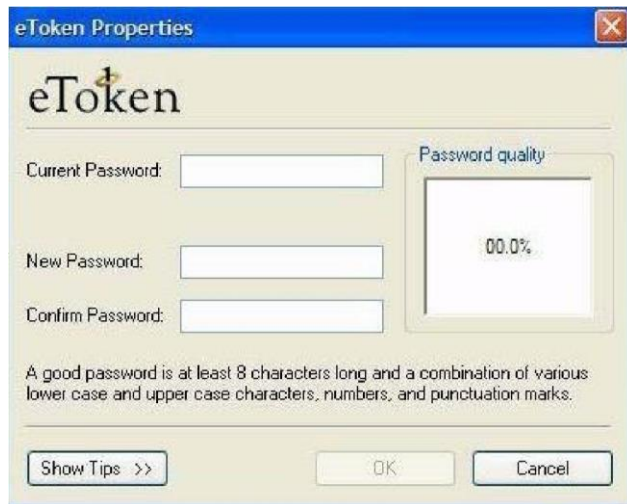 eToken Properties
eToken
Current Password:
Password quality
00.0%
New Password:
Confirm Password:
A good password is at least 8 characters long and a combination of various
lower case and upper case characters, numbers, and punctuation marks.
Show Tips >>
OK
Cancel